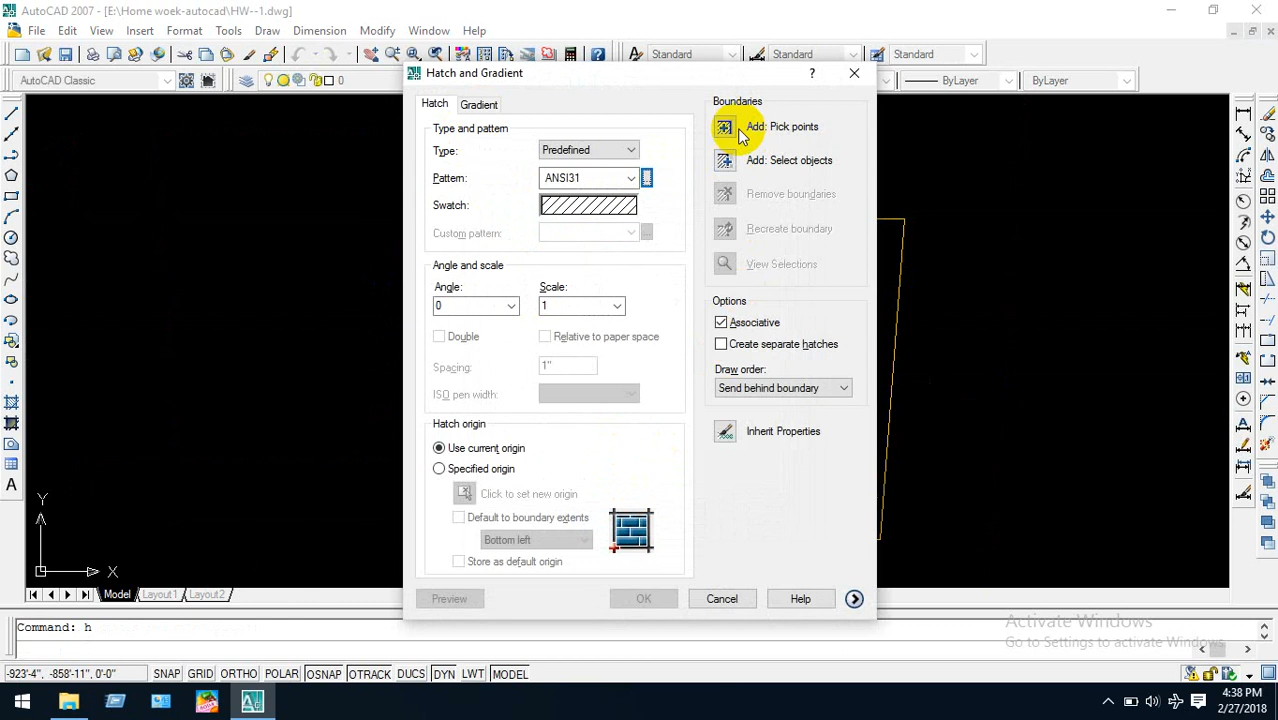 AutoCAD 2007 - [E:\Home woek-autocad\HW--1.dwg]
File Edit View Insert Format Tools Draw Dimension Modify Window Help
Standard Standard Standard
AutoCAD Classic 0 ByLayer ByLayer
Hatch and Gradient ?
Hatch Gradient
Type and pattern
Type: Predefined
Pattern: ANSI31
Swatch:
Custom pattern:
Angle and scale
Angle: Scale:
0 1
Double Relative to paper space
Spacing: 1"
ISO pen width:
Hatch origin
Use current origin
Specified origin
Click to set new origin
Default to boundary extents
Bottom left
Store as default origin
Boundaries
Add: Pick points
Add: Select objects
Remove boundaries
Recreate boundary
View Selections
Options
Associative
Create separate hatches
Draw order:
Send behind boundary
Inherit Properties
Preview OK Cancel Help
Y
X
Model Layout1 Layout2
Command: h
Activate Windows
Go to Settings to activate Windows.
-923'-4", -858'-11", 0'-0" SNAP GRID ORTHO POLAR OSNAP OTRACK DUCS DYN LWT MODEL
4:38 PM
2/27/2018